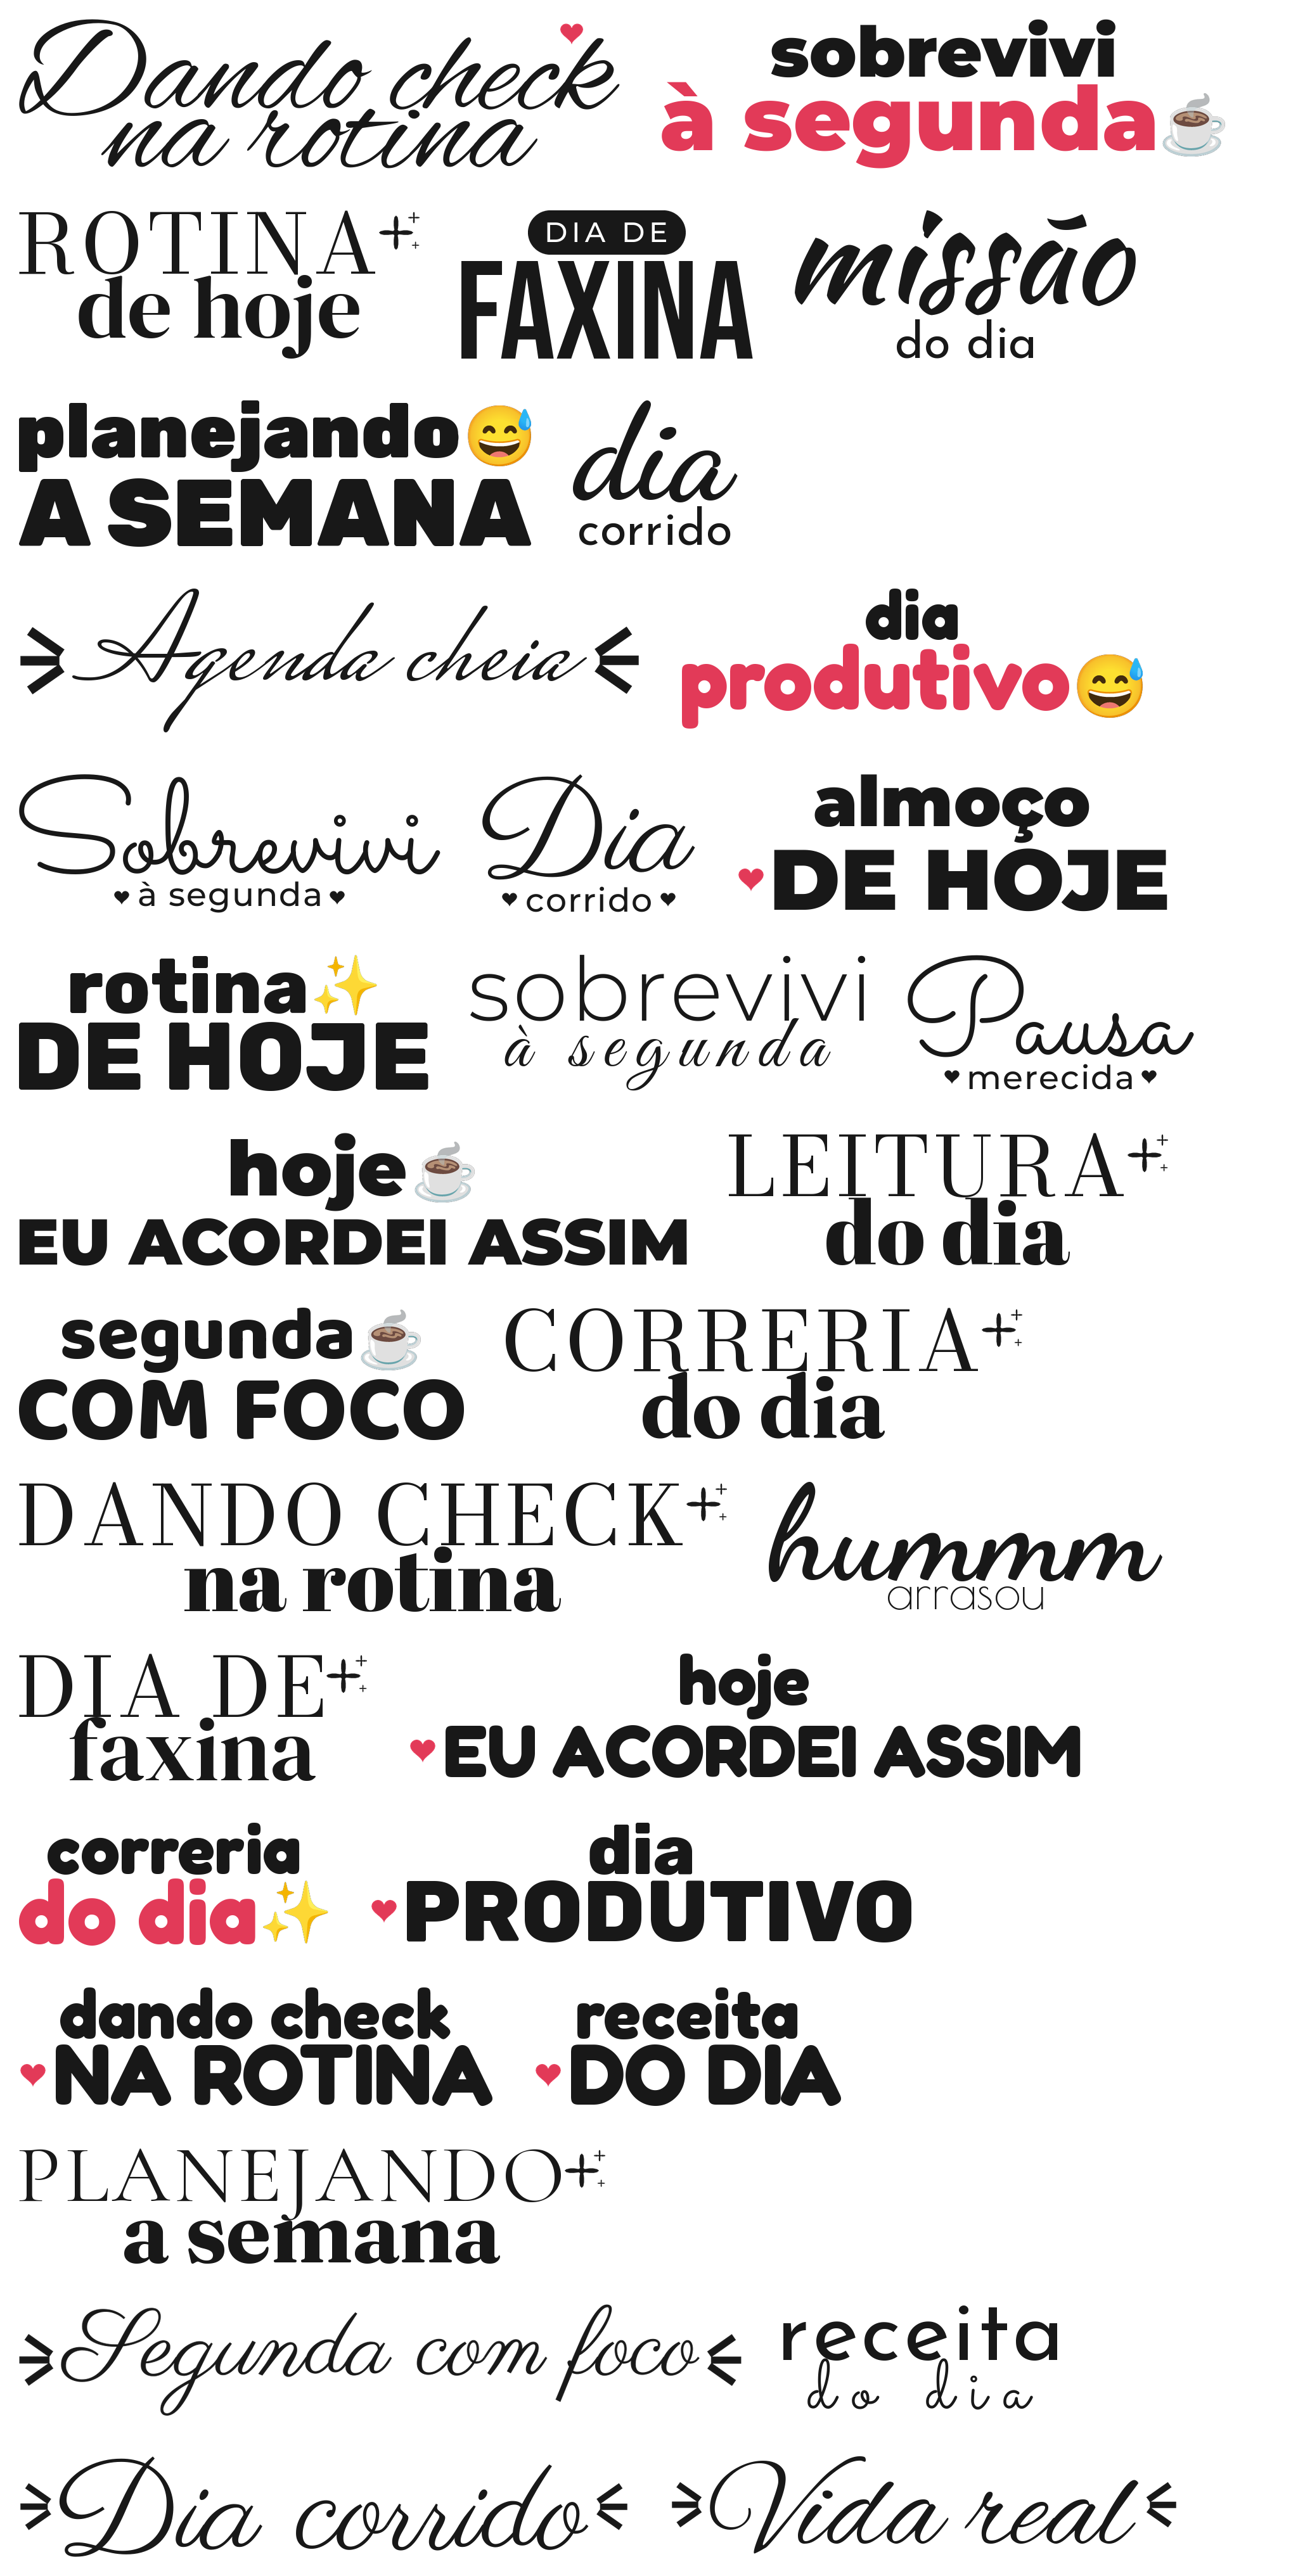 Dando check
na rotina
sobrevivi
à segunda
ROTINA
de hoje
DIA DE
FAXINA
missão
do dia
planejando
A SEMANA
dia
corrido
Agenda cheia
dia
produtivo
Sobrevivi
à segunda
Dia
corrido
almoço
DE HOJE
rotina
DE HOJE
sobrevivi
à segunda
Pausa
merecida
hoje
EU ACORDEI ASSIM
LEITURA
do dia
segunda
COM FOCO
CORRERIA
do dia
DANDO CHECK
na rotina
hummm
arrasou
DIA DE
faxina
hoje
EU ACORDEI ASSIM
correria
do dia
dia
PRODUTIVO
dando check
NA ROTINA
receita
DO DIA
PLANEJANDO
a semana
Segunda com foco
receita
do dia
Dia corrido
Vida real